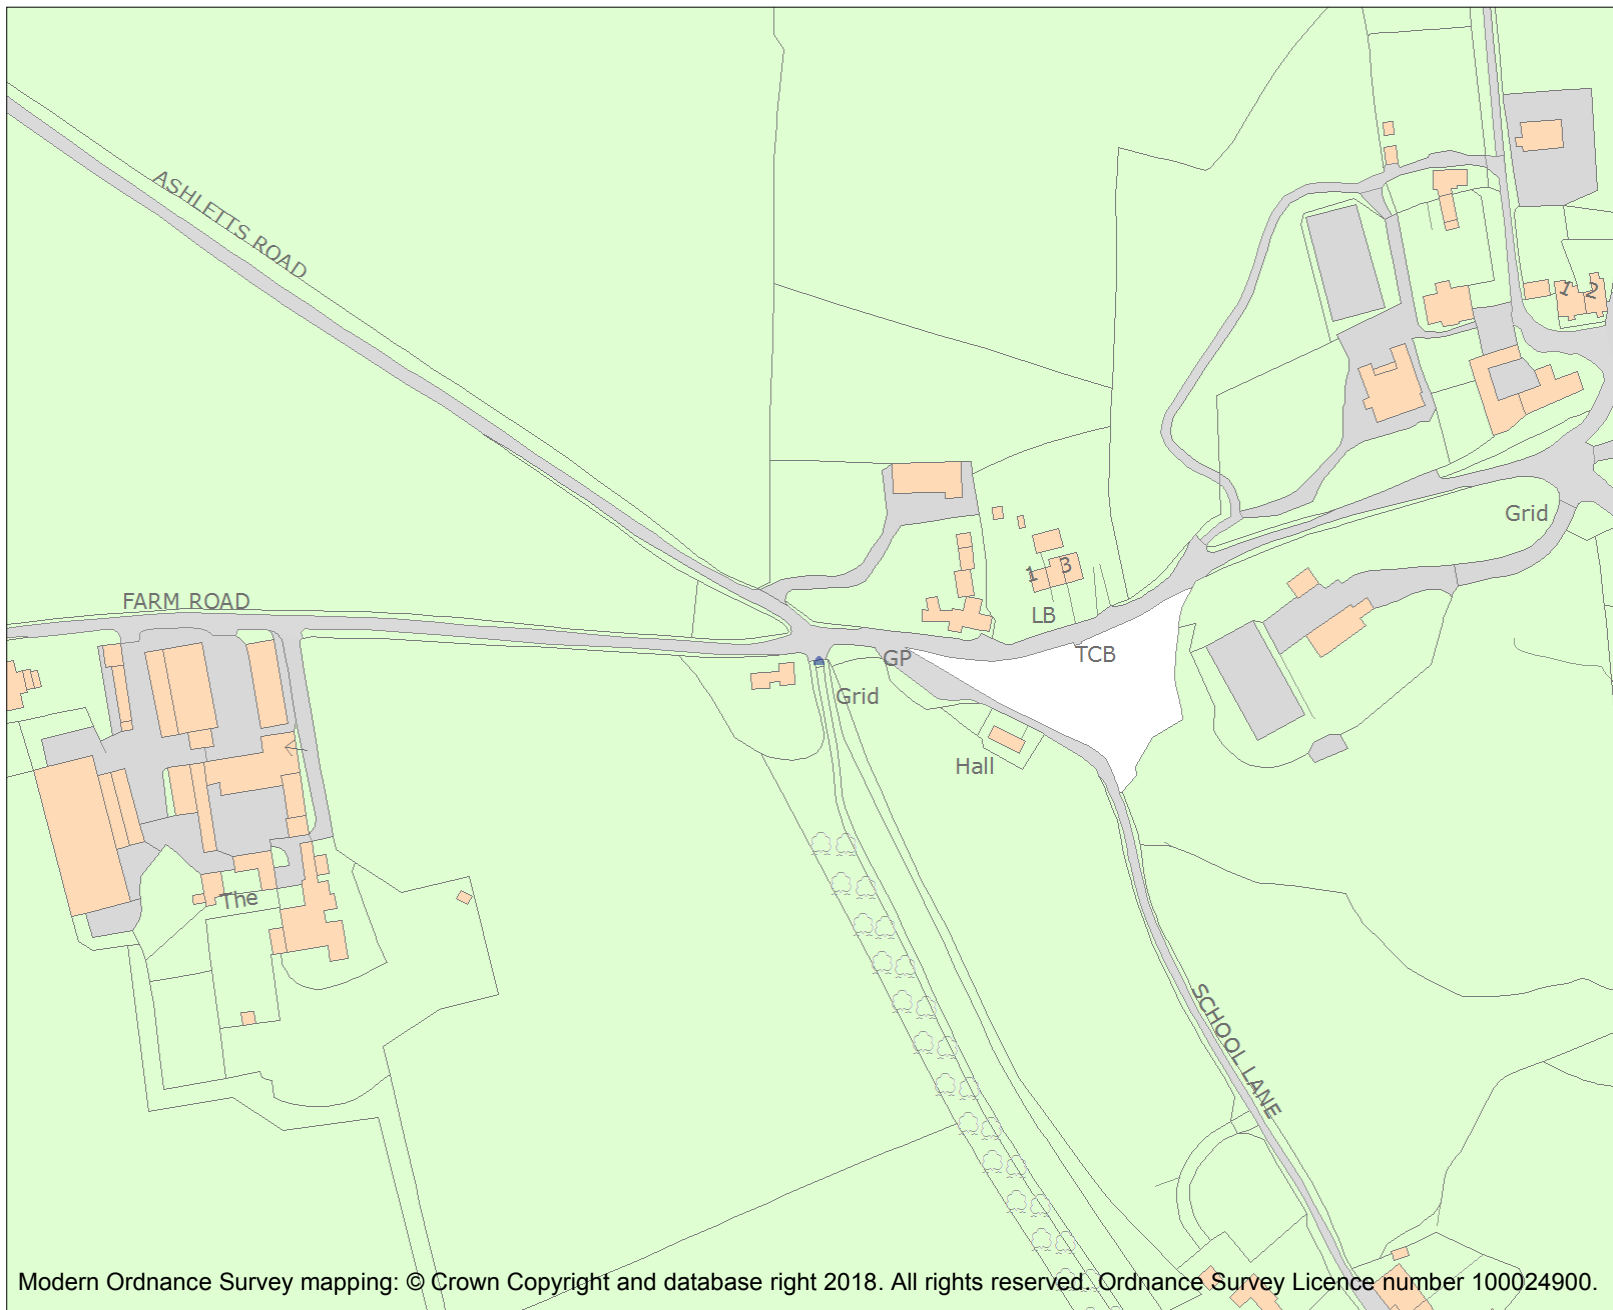 ASHLETTS ROAD
1 2
Grid
FARM ROAD
1 3
LB
TCB
GP
Grid
Hall
The
SCHOOL LANE
Modern Ordnance Survey mapping: © Crown Copyright and database right 2018. All rights reserved. Ordnance Survey Licence number 100024900.